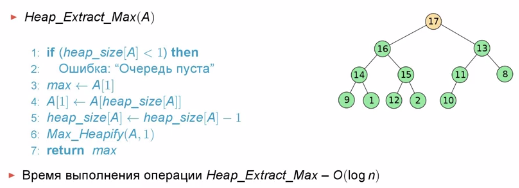 ► Heap_Extract_Max(A)
1: if (heap_size[A] < 1) then
2: Ошибка: “Очередь пуста”
3: max ← A[1]
4: A[1] ← A[heap_size[A]]
5: heap_size[A] ← heap_size[A] − 1
6: Max_Heapify(A, 1)
7: return max
► Время выполнения операции Heap_Extract_Max – O(log n)
17
16 13
14 15 11 8
9 1 12 2 10